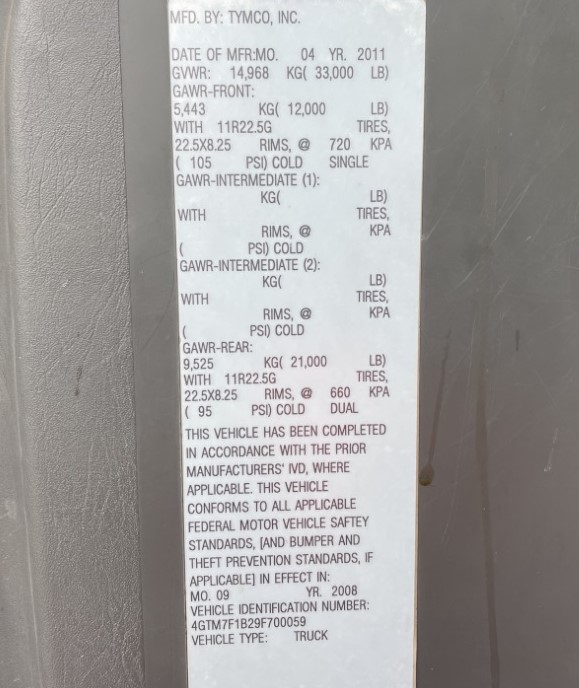 MFD. BY: TYMCO, INC.
DATE OF MFR:MO. 04 YR. 2011
GVWR: 14,968 KG( 33,000 LB)
GAWR-FRONT:
5,443 KG( 12,000 LB)
WITH 11R22.5G TIRES,
22.5X8.25 RIMS, @ 720 KPA
( 105 PSI) COLD SINGLE
GAWR-INTERMEDIATE (1):
KG( LB)
WITH TIRES,
RIMS, @ KPA
( PSI) COLD
GAWR-INTERMEDIATE (2):
KG( LB)
WITH TIRES,
RIMS, @ KPA
( PSI) COLD
GAWR-REAR:
9,525 KG( 21,000 LB)
WITH 11R22.5G TIRES,
22.5X8.25 RIMS, @ 660 KPA
( 95 PSI) COLD DUAL
THIS VEHICLE HAS BEEN COMPLETED
IN ACCORDANCE WITH THE PRIOR
MANUFACTURERS' IVD, WHERE
APPLICABLE. THIS VEHICLE
CONFORMS TO ALL APPLICABLE
FEDERAL MOTOR VEHICLE SAFTEY
STANDARDS, [AND BUMPER AND
THEFT PREVENTION STANDARDS, IF
APPLICABLE] IN EFFECT IN:
MO. 09 YR. 2008
VEHICLE IDENTIFICATION NUMBER:
4GTM7F1B29F700059
VEHICLE TYPE: TRUCK